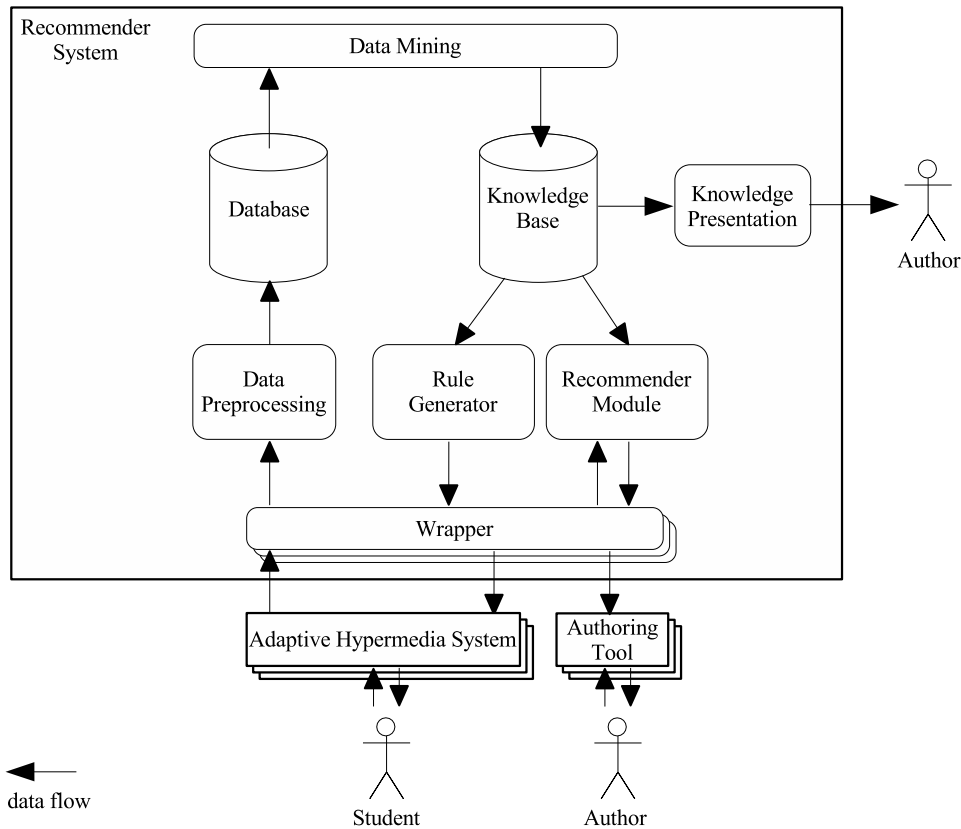 Recommender
System
Data Mining
Database
Knowledge
Base
Knowledge
Presentation
Author
Data
Preprocessing
Rule
Generator
Recommender
Module
Wrapper
Adaptive Hypermedia System
Authoring
Tool
data flow
Student
Author